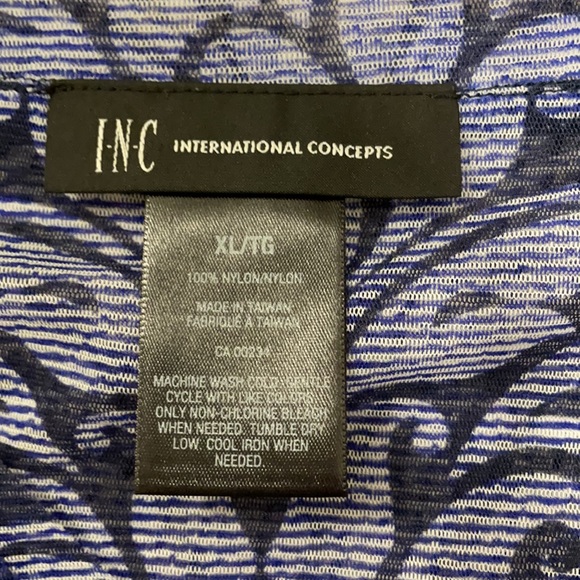 I·N·C INTERNATIONAL CONCEPTS
XL/TG
100% NYLON/NYLON
MADE IN TAIWAN
FABRIQUÉ À TAIWAN
CA 00234
MACHINE WASH COLD, GENTLE
CYCLE WITH LIKE COLORS.
ONLY NON-CHLORINE BLEACH
WHEN NEEDED. TUMBLE DRY
LOW, COOL IRON WHEN
NEEDED.